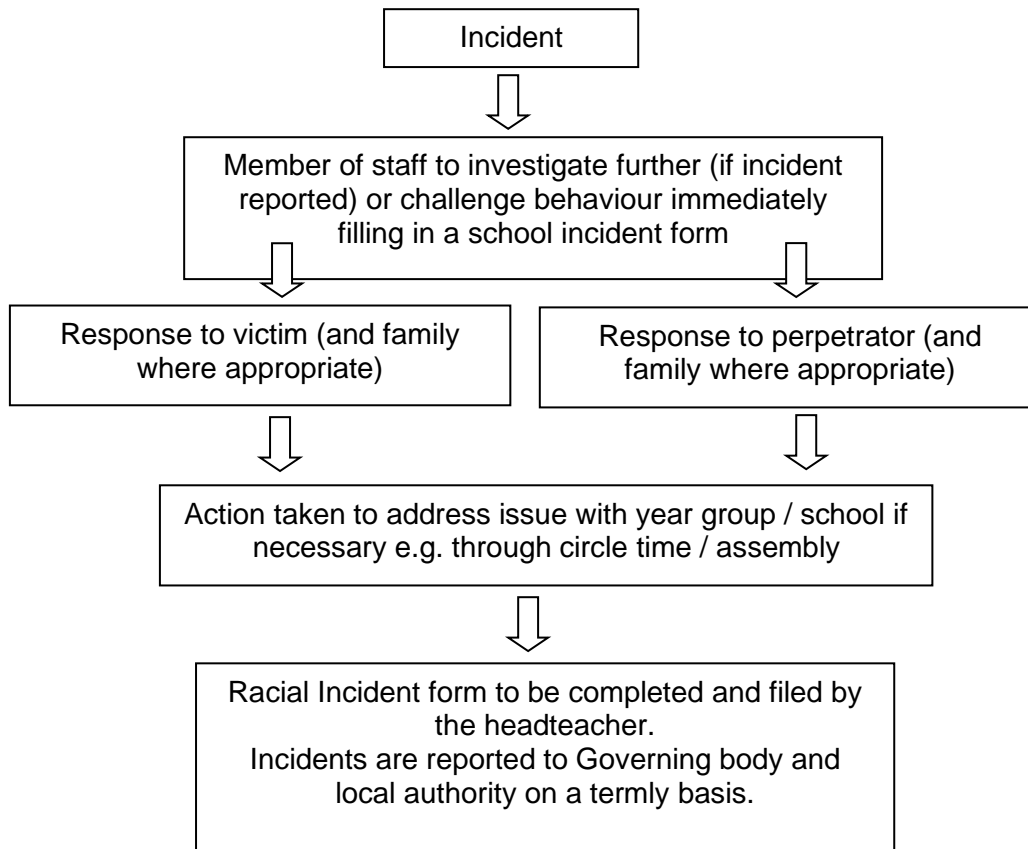 Incident
Member of staff to investigate further (if incident
reported) or challenge behaviour immediately
filling in a school incident form
Response to victim (and family
where appropriate)
Response to perpetrator (and
family where appropriate)
Action taken to address issue with year group / school if
necessary e.g. through circle time / assembly
Racial Incident form to be completed and filed by
the headteacher.
Incidents are reported to Governing body and
local authority on a termly basis.